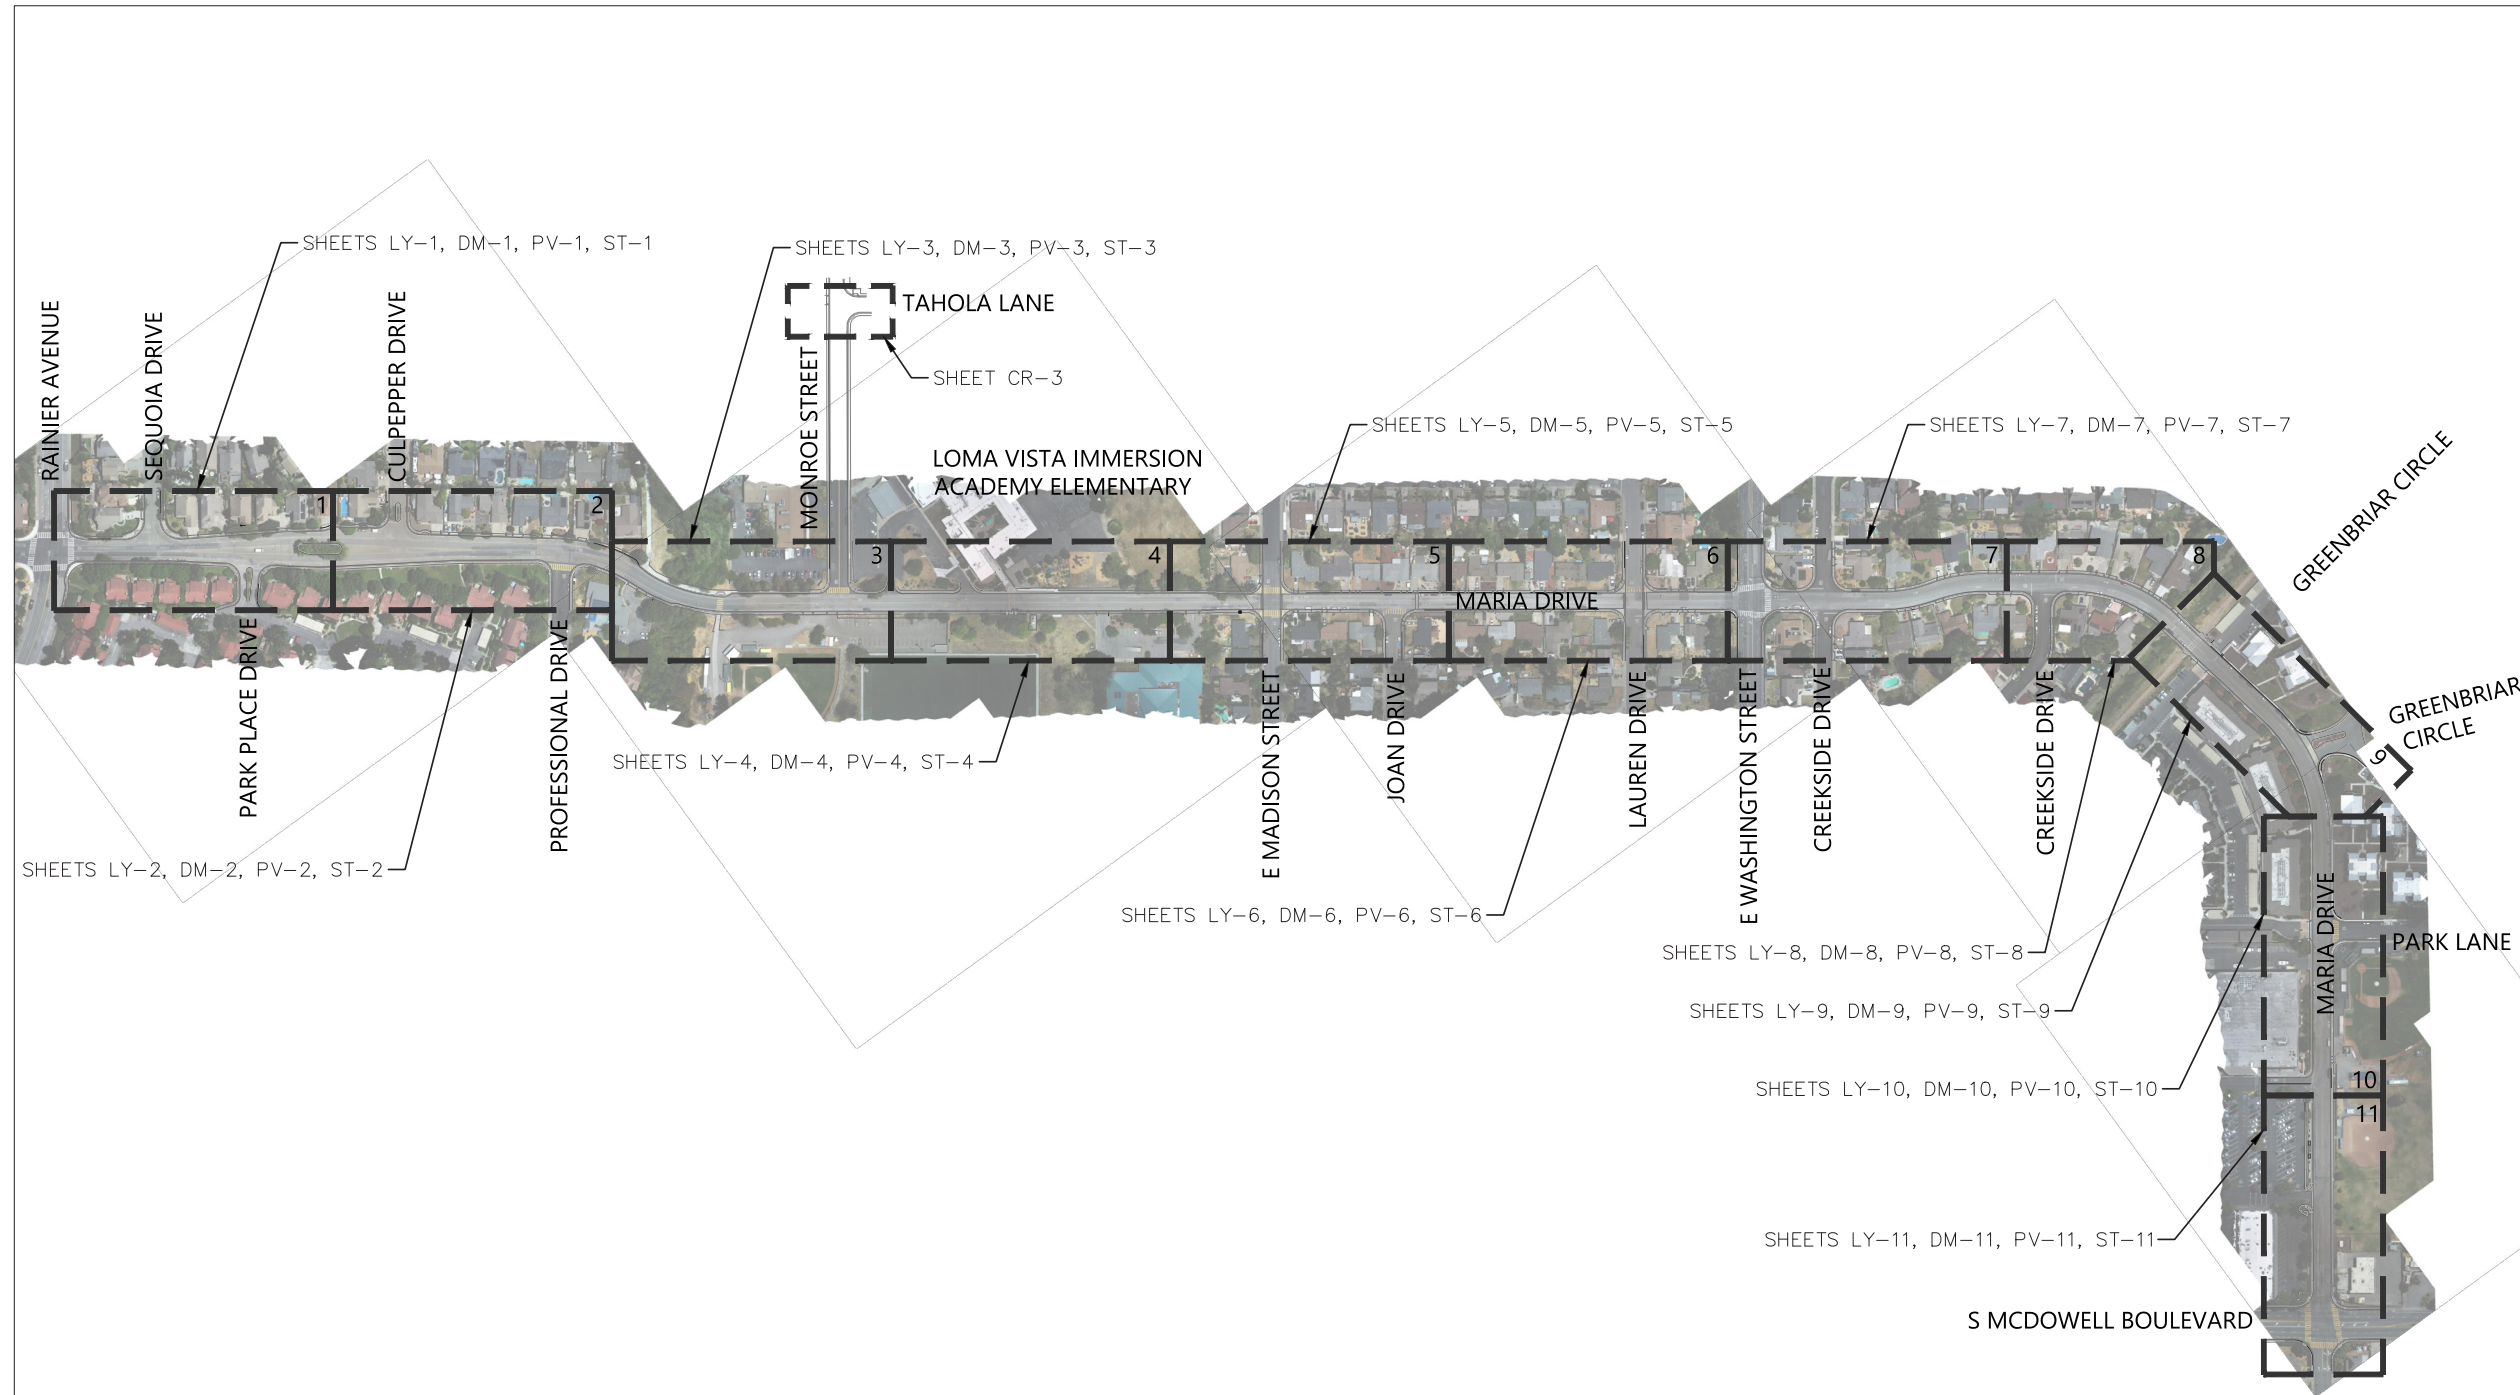 SHEETS LY-1, DM-1, PV-1, ST-1
SHEETS LY-3, DM-3, PV-3, ST-3
TAHOLA LANE
SHEET CR-3
RAINIER AVENUE
SEQUOIA DRIVE
CULPEPPER DRIVE
MONROE STREET
LOMA VISTA IMMERSION
ACADEMY ELEMENTARY
SHEETS LY-5, DM-5, PV-5, ST-5
SHEETS LY-7, DM-7, PV-7, ST-7
GREENBRIAR CIRCLE
1
2
3
4
5
6
7
8
MARIA DRIVE
PARK PLACE DRIVE
PROFESSIONAL DRIVE
E MADISON STREET
JOAN DRIVE
LAUREN DRIVE
E WASHINGTON STREET
CREEKSIDE DRIVE
CREEKSIDE DRIVE
GREENBRIAR
CIRCLE
9
SHEETS LY-4, DM-4, PV-4, ST-4
SHEETS LY-2, DM-2, PV-2, ST-2
SHEETS LY-6, DM-6, PV-6, ST-6
SHEETS LY-8, DM-8, PV-8, ST-8
MARIA DRIVE
PARK LANE
SHEETS LY-9, DM-9, PV-9, ST-9
SHEETS LY-10, DM-10, PV-10, ST-10
10
11
SHEETS LY-11, DM-11, PV-11, ST-11
S MCDOWELL BOULEVARD